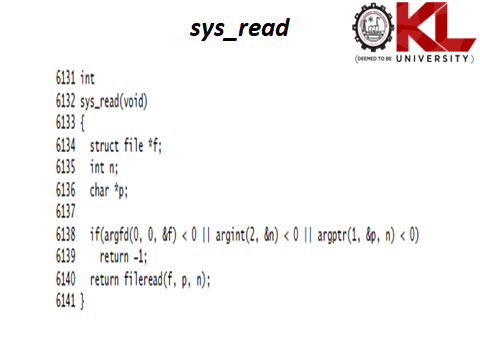 sys_read
KL
(DEEMED TO BE UNIVERSITY)
6131 int
6132 sys_read(void)
6133 {
6134 struct file *f;
6135 int n;
6136 char *p;
6137
6138 if(argfd(0, 0, &f) < 0 || argint(2, &n) < 0 || argptr(1, &p, n) < 0)
6139 return -1;
6140 return fileread(f, p, n);
6141 }